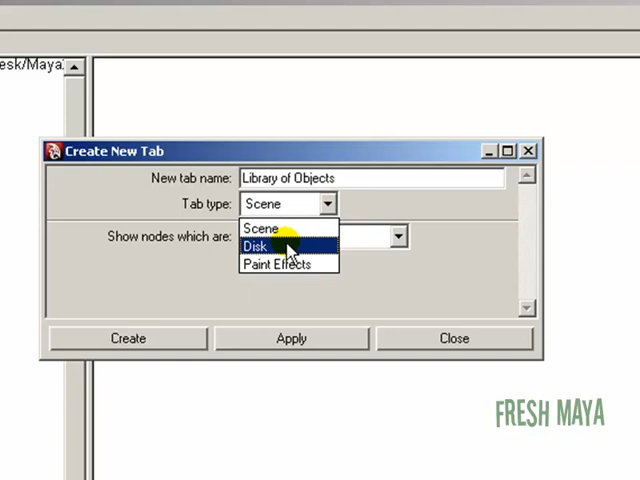 esk/Maya
Create New Tab
New tab name: Library of Objects
Tab type: Scene
Scene
Show nodes which are:
Disk
Paint Effects
Create Apply Close
FRESH MAYA